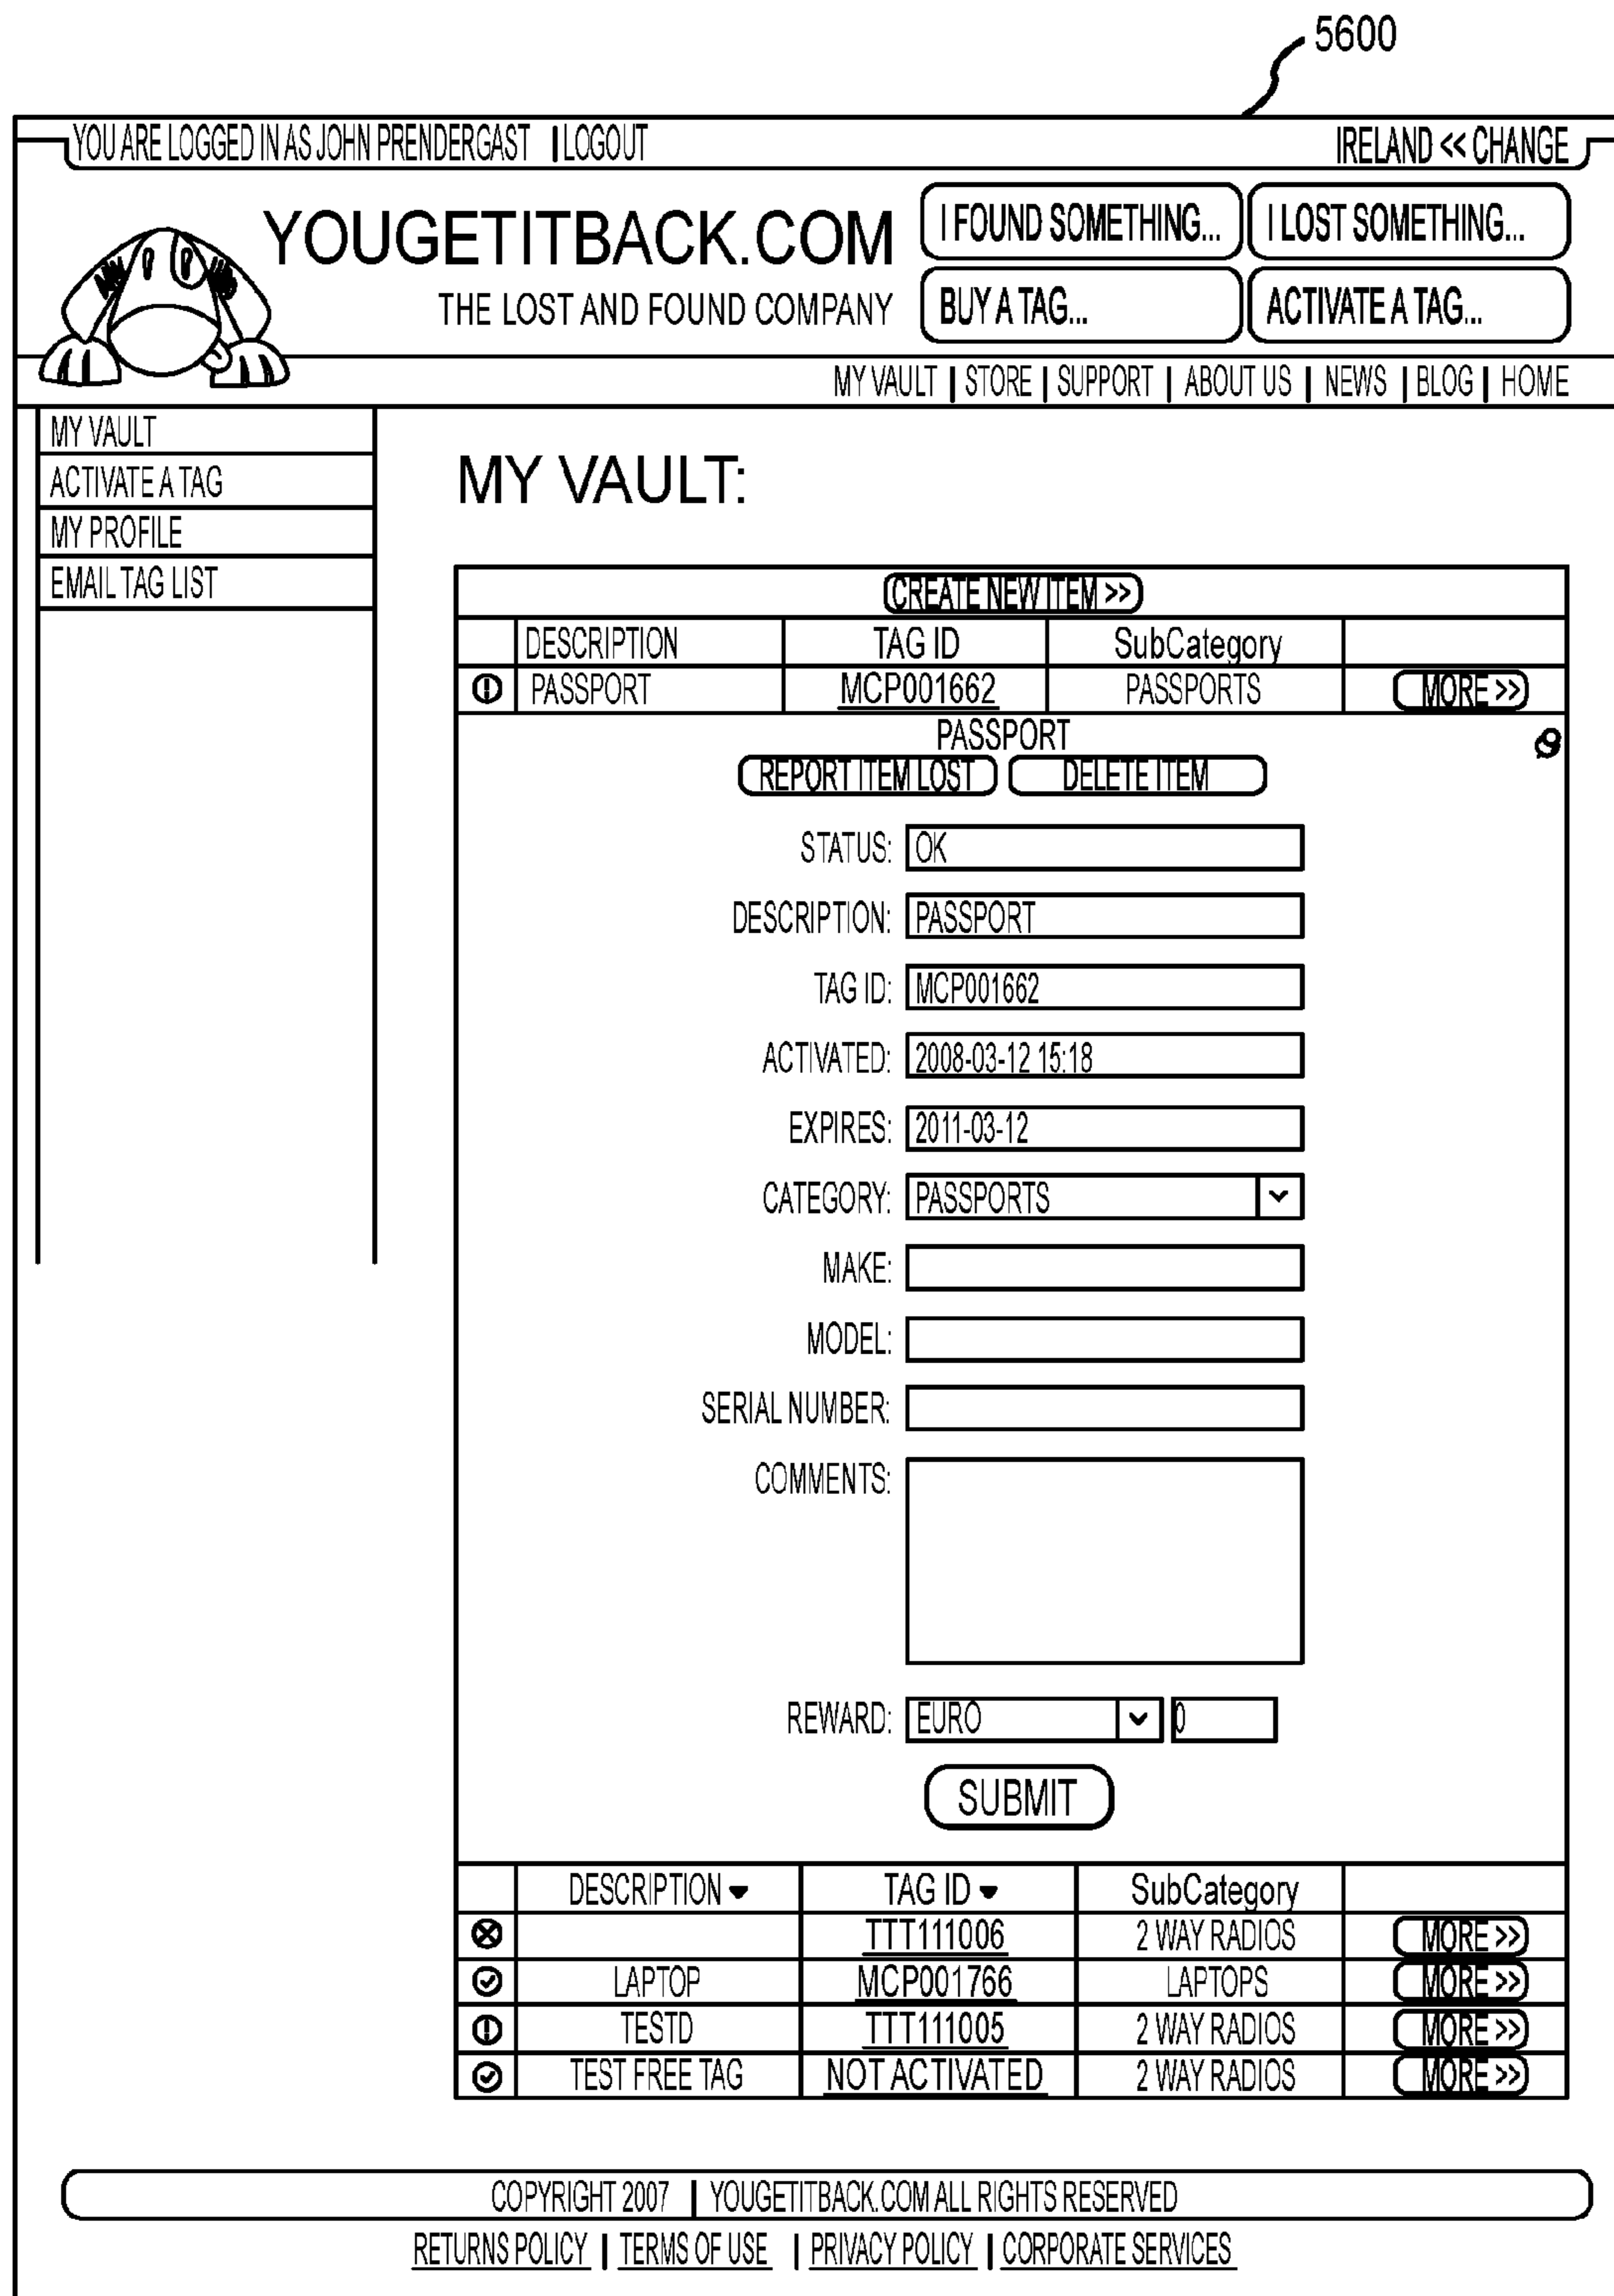 5600
YOU ARE LOGGED IN AS JOHN PRENDERGAST | LOGOUT IRELAND << CHANGE
YOUGETITBACK.COM
THE LOST AND FOUND COMPANY
I FOUND SOMETHING... I LOST SOMETHING...
BUY A TAG... ACTIVATE A TAG...
MY VAULT | STORE | SUPPORT | ABOUT US | NEWS | BLOG | HOME
MY VAULT
ACTIVATE A TAG
MY PROFILE
EMAIL TAG LIST
MY VAULT:
CREATE NEW ITEM >>
DESCRIPTION TAG ID SubCategory
PASSPORT MCP001662 PASSPORTS MORE >>
PASSPORT
REPORT ITEM LOST DELETE ITEM
STATUS: OK
DESCRIPTION: PASSPORT
TAG ID: MCP001662
ACTIVATED: 2008-03-12 15:18
EXPIRES: 2011-03-12
CATEGORY: PASSPORTS
MAKE:
MODEL:
SERIAL NUMBER:
COMMENTS:
REWARD: EURO 0
SUBMIT
DESCRIPTION TAG ID SubCategory
TTT111006 2 WAY RADIOS MORE >>
LAPTOP MCP001766 LAPTOPS MORE >>
TESTD TTT111005 2 WAY RADIOS MORE >>
TEST FREE TAG NOT ACTIVATED 2 WAY RADIOS MORE >>
COPYRIGHT 2007 | YOUGETITBACK.COM ALL RIGHTS RESERVED
RETURNS POLICY | TERMS OF USE | PRIVACY POLICY | CORPORATE SERVICES